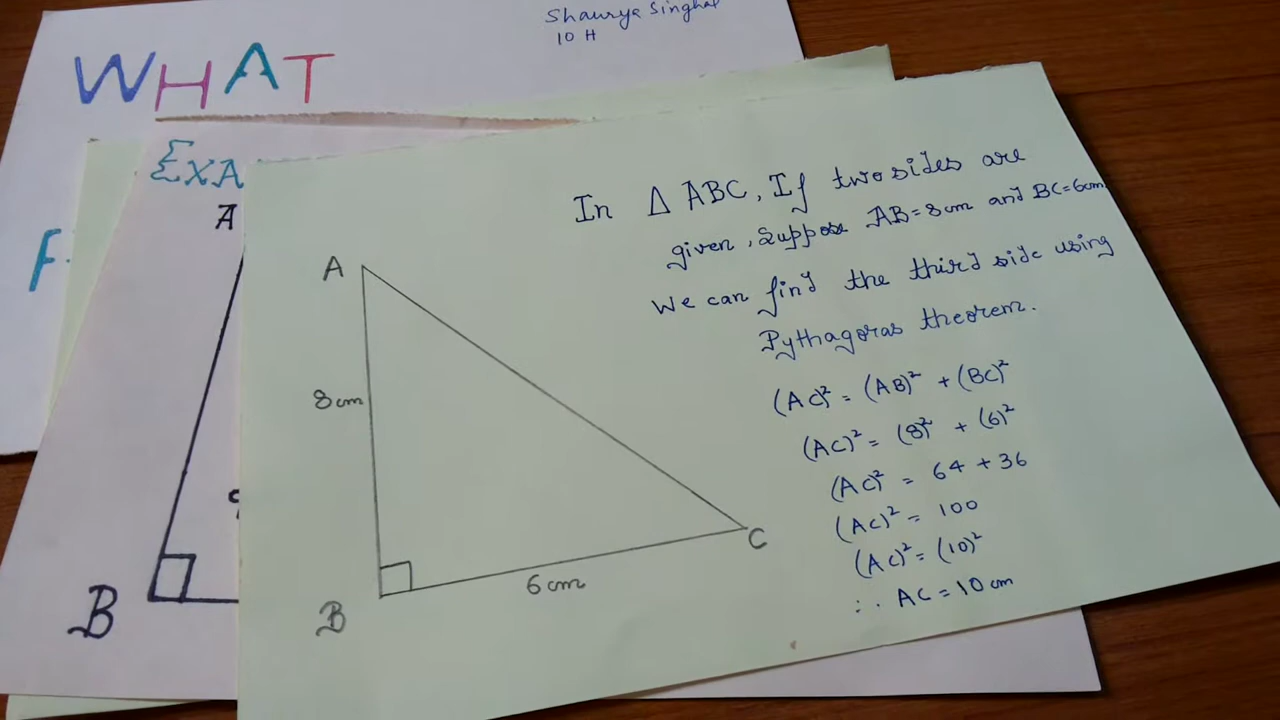 Shaurya Singhal
10 H
WHAT
EXA
A
F
B
In Δ ABC, If two sides are
given, Suppose AB=8cm and BC=6cm
We can find the third side using
Pythagoras theorem.
(AC)² = (AB)² + (BC)²
(AC)² = (8)² + (6)²
(AC)² = 64 + 36
(AC)² = 100
(AC)² = (10)²
∴ AC = 10 cm
A
8cm
6cm
B
C